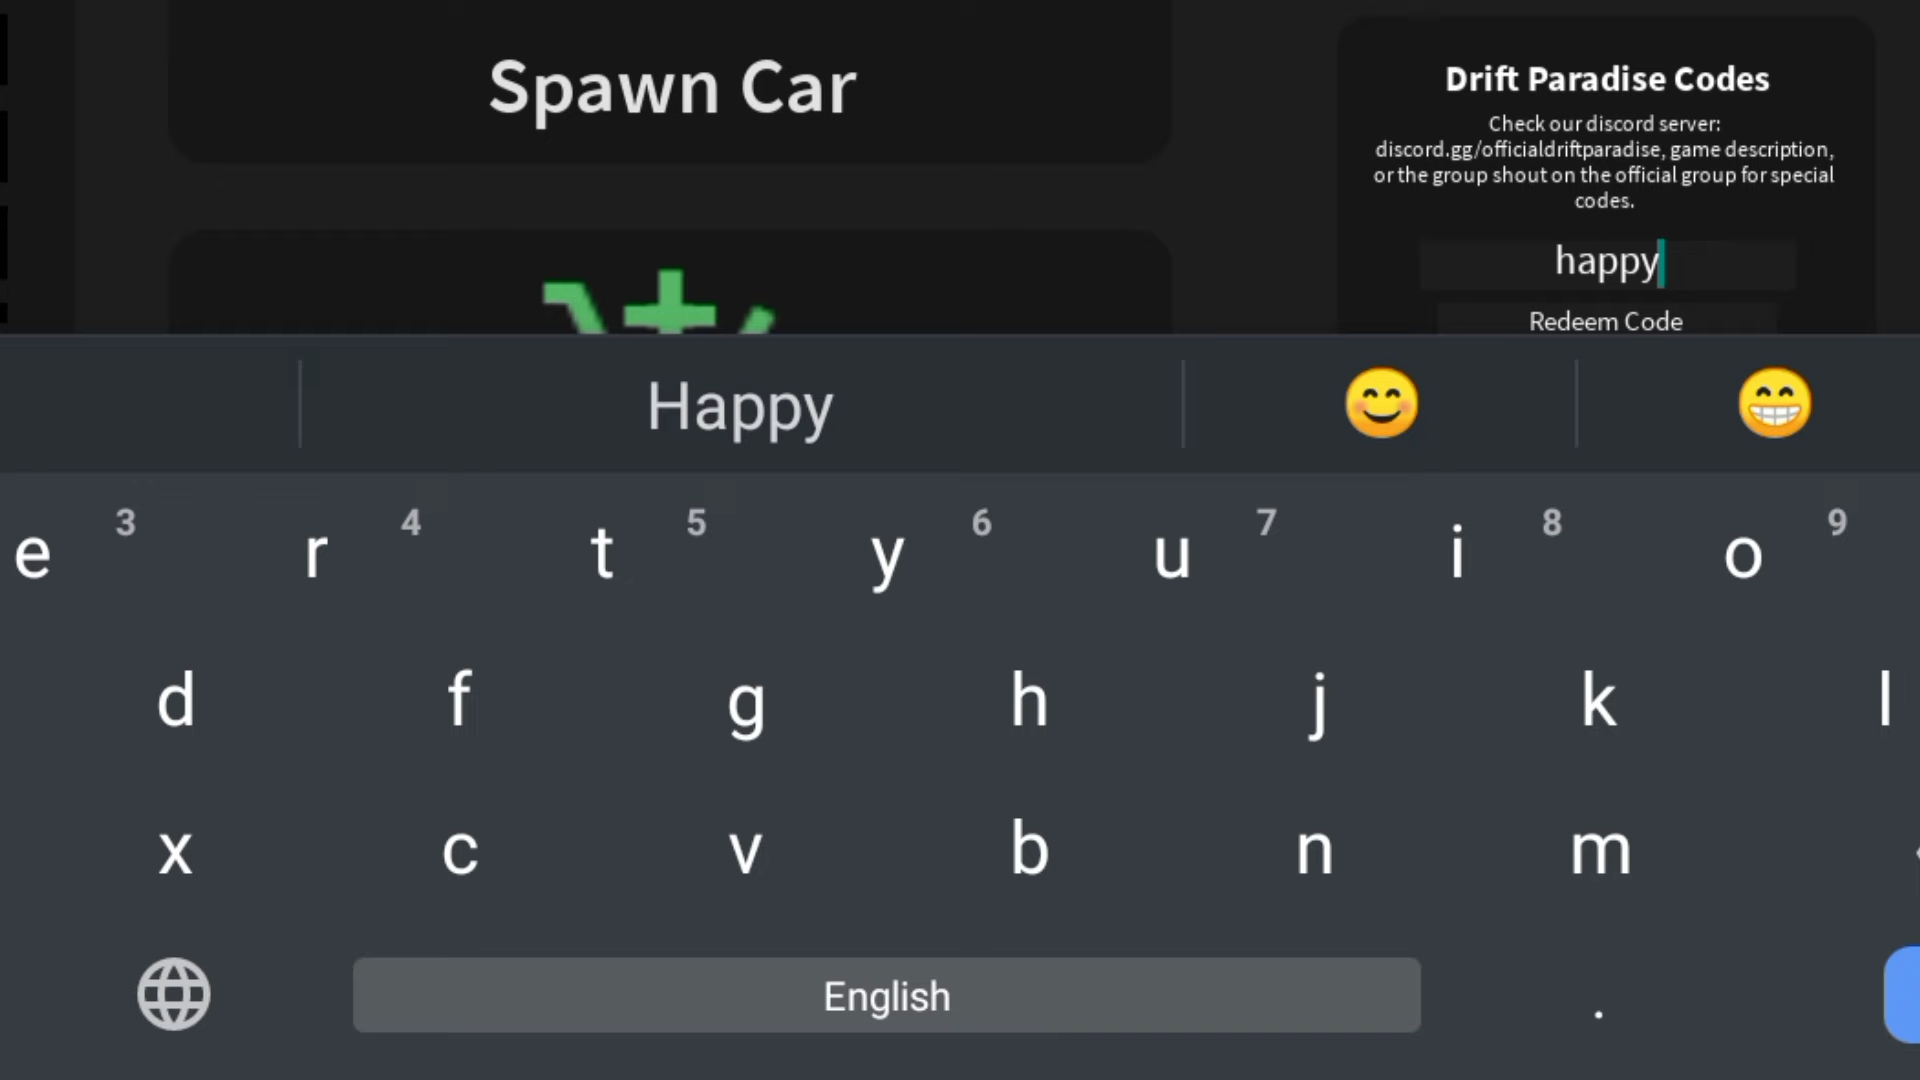 Spawn Car
Drift Paradise Codes
Check our discord server:
discord.gg/officialdriftparadise, game description,
or the group shout on the official group for special
codes.
happy
Redeem Code
Happy
3 4 5 6 7 8 9
e r t y u i o
d f g h j k l
x c v b n m
English .